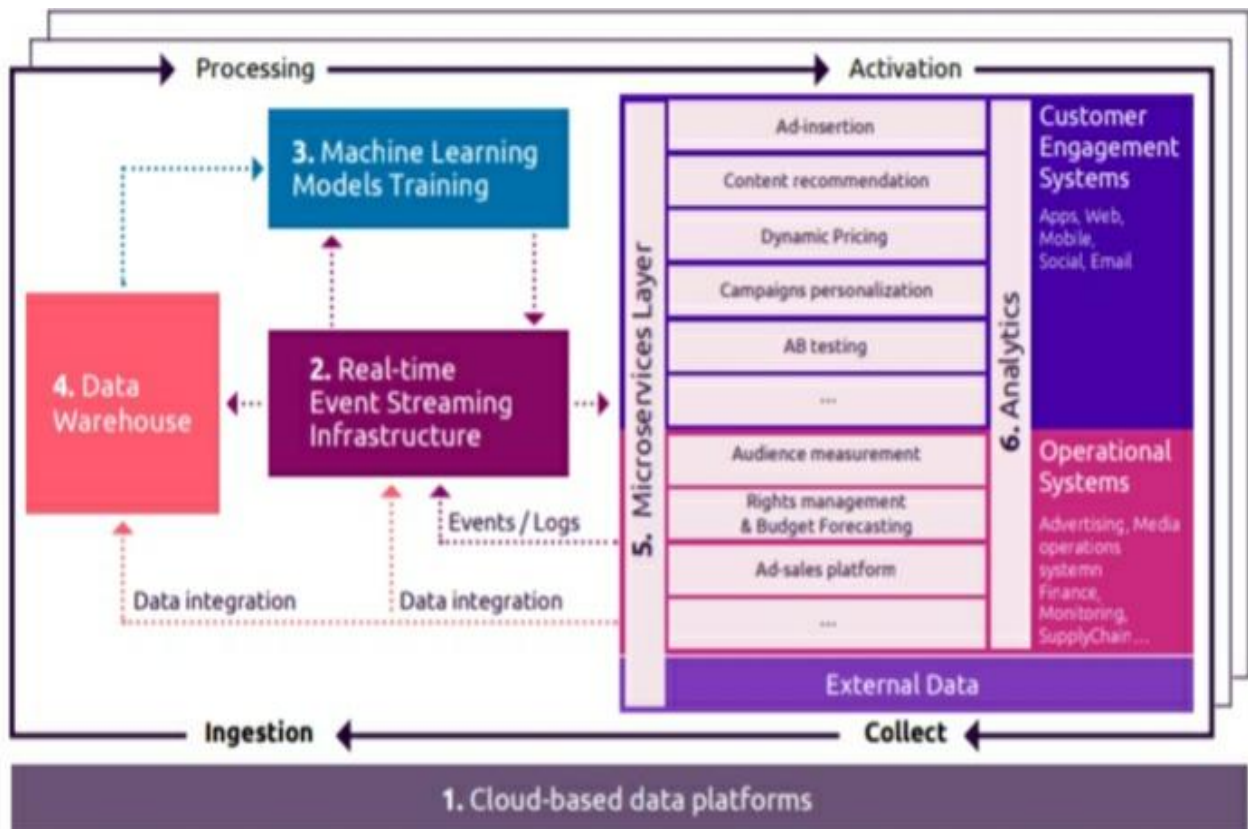 Processing
Activation
3. Machine Learning
Models Training
4. Data
Warehouse
2. Real-time
Event Streaming
Infrastructure
Events / Logs
Data integration
Data integration
5. Microservices Layer
Ad-insertion
Content recommendation
Dynamic Pricing
Campaigns personalization
AB testing
...
Audience measurement
Rights management
& Budget Forecasting
Ad-sales platform
...
6. Analytics
Customer
Engagement
Systems
Apps, Web,
Mobile,
Social, Email
Operational
Systems
Advertising, Media
operations
systemn
Finance,
Monitoring,
SupplyChain...
External Data
Ingestion
Collect
1. Cloud-based data platforms